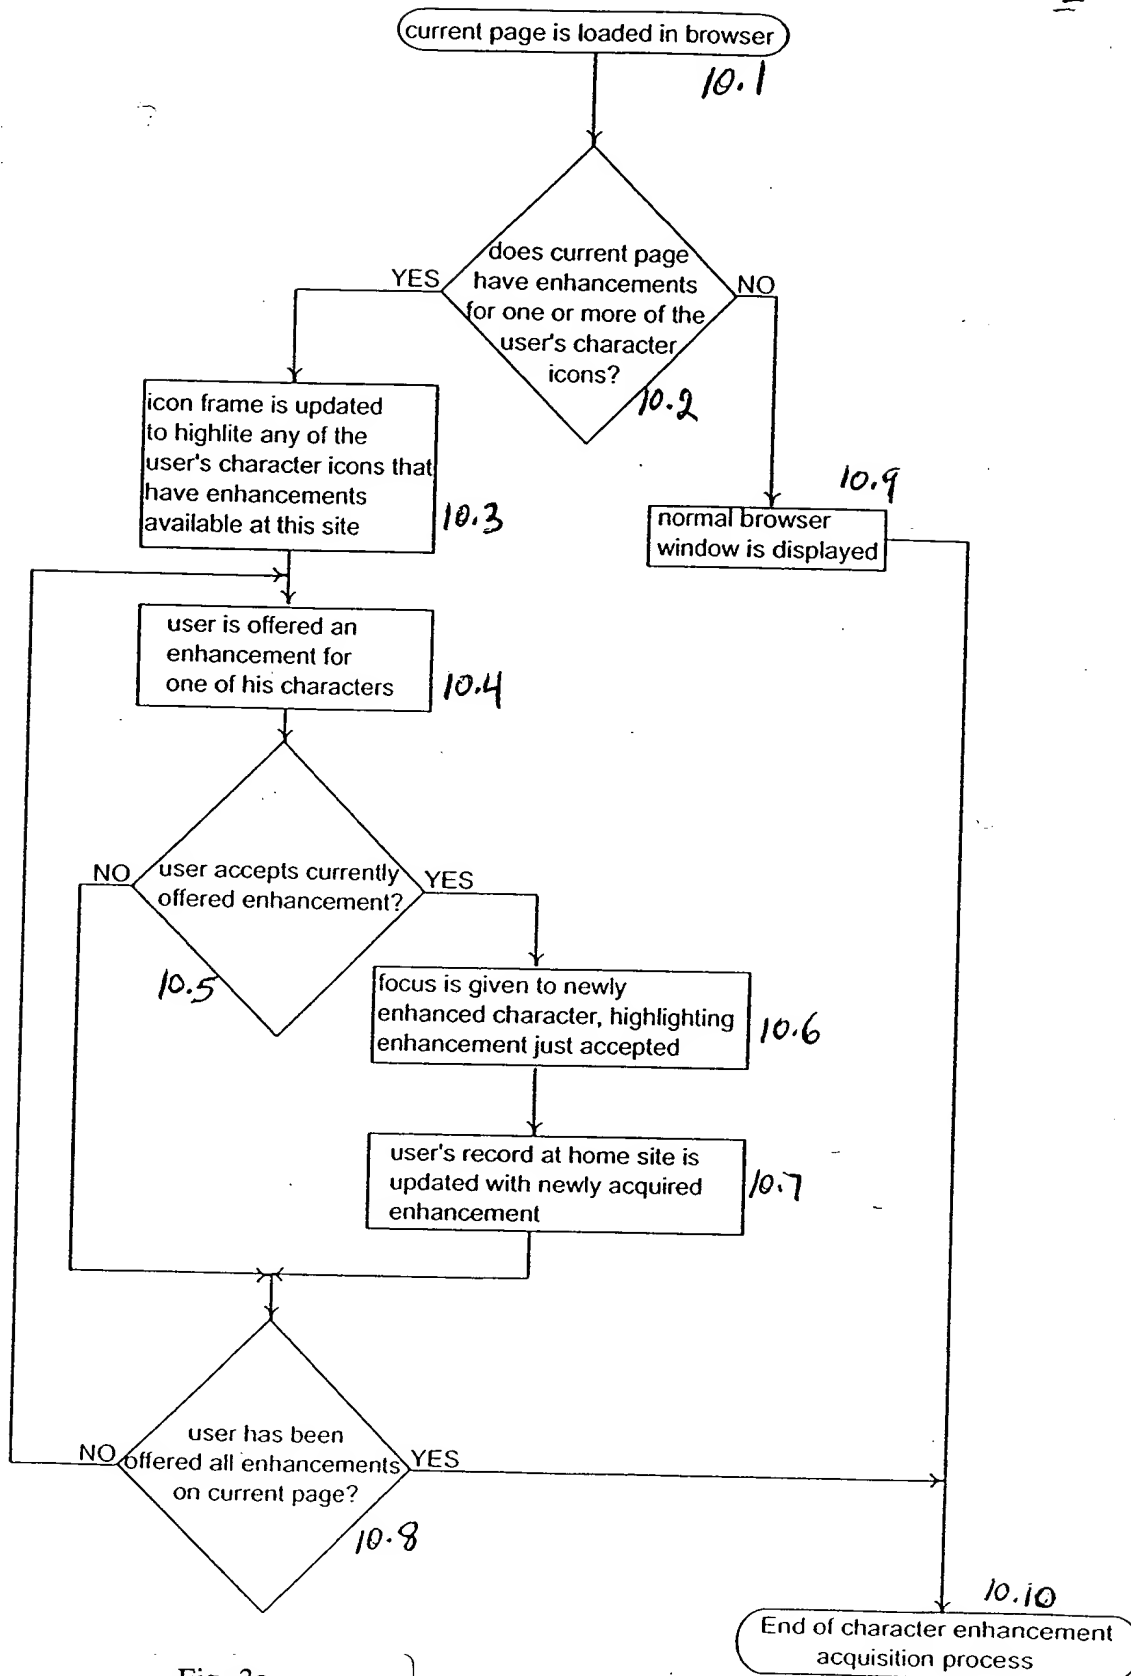 current page is loaded in browser
10.1
does current page
have enhancements
for one or more of the
user's character
icons?
YES
NO
10.2
icon frame is updated
to highlite any of the
user's character icons that
have enhancements
available at this site
10.3
10.9
normal browser
window is displayed
user is offered an
enhancement for
one of his characters
10.4
NO
user accepts currently
offered enhancement?
YES
10.5
focus is given to newly
enhanced character, highlighting
enhancement just accepted
10.6
user's record at home site is
updated with newly acquired
enhancement
10.7
NO
user has been
offered all enhancements
on current page?
YES
10.8
10.10
End of character enhancement
acquisition process